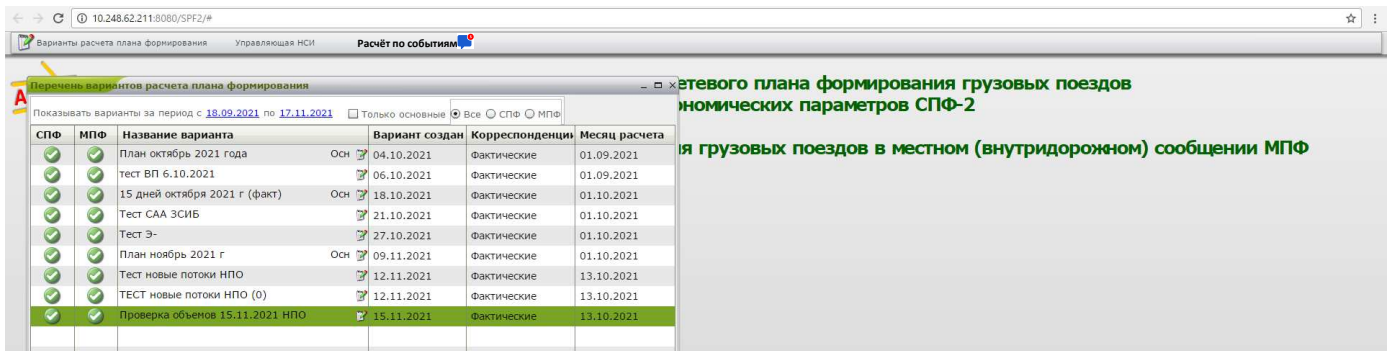 10.248.62.211:8080/SPF2/#
Варианты расчета плана формирования Управляющая НСИ Расчёт по событиям
Перечень вариантов расчета плана формирования
етевого плана формирования грузовых поездов
Показывать варианты за период с 18.09.2021 по 17.11.2021 Только основные Все СПФ МПФ
ономических параметров СПФ-2
СПФ МПФ Название варианта Вариант создан Корреспонденции Месяц расчета
План октябрь 2021 года Осн 04.10.2021 Фактические 01.09.2021
ия грузовых поездов в местном (внутридорожном) сообщении МПФ
тест ВП 6.10.2021 06.10.2021 Фактические 01.09.2021
15 дней октября 2021 г (факт) Осн 18.10.2021 Фактические 01.10.2021
Тест САА ЗСИБ 21.10.2021 Фактические 01.10.2021
Тест Э- 27.10.2021 Фактические 01.10.2021
План ноябрь 2021 г Осн 09.11.2021 Фактические 01.10.2021
Тест новые потоки НПО 12.11.2021 Фактические 13.10.2021
ТЕСТ новые потоки НПО (0) 12.11.2021 Фактические 13.10.2021
Проверка объемов 15.11.2021 НПО 15.11.2021 Фактические 13.10.2021